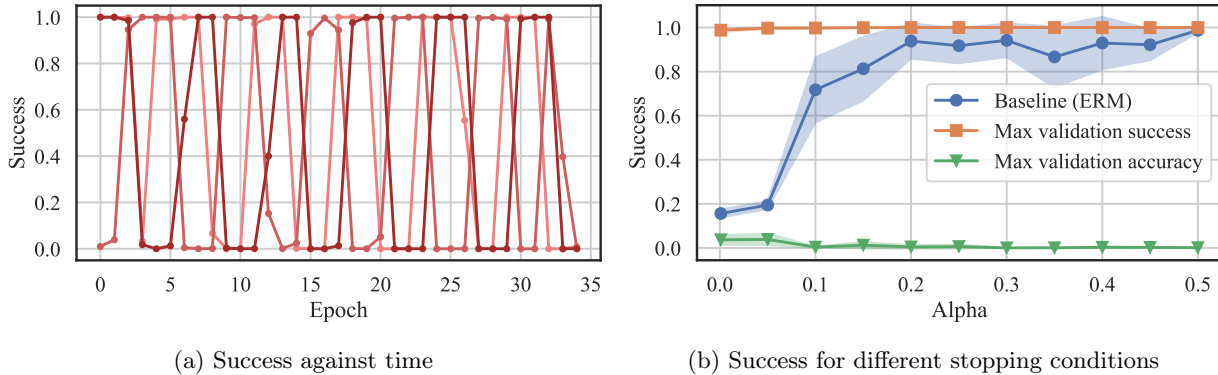 Success
1.0
0.8
0.6
0.4
0.2
0.0
0 5 10 15 20 25 30 35
Epoch
(a) Success against time
Success
1.0
0.8
0.6
0.4
0.2
0.0
Baseline (ERM)
Max validation success
Max validation accuracy
0.0 0.1 0.2 0.3 0.4 0.5
Alpha
(b) Success for different stopping conditions